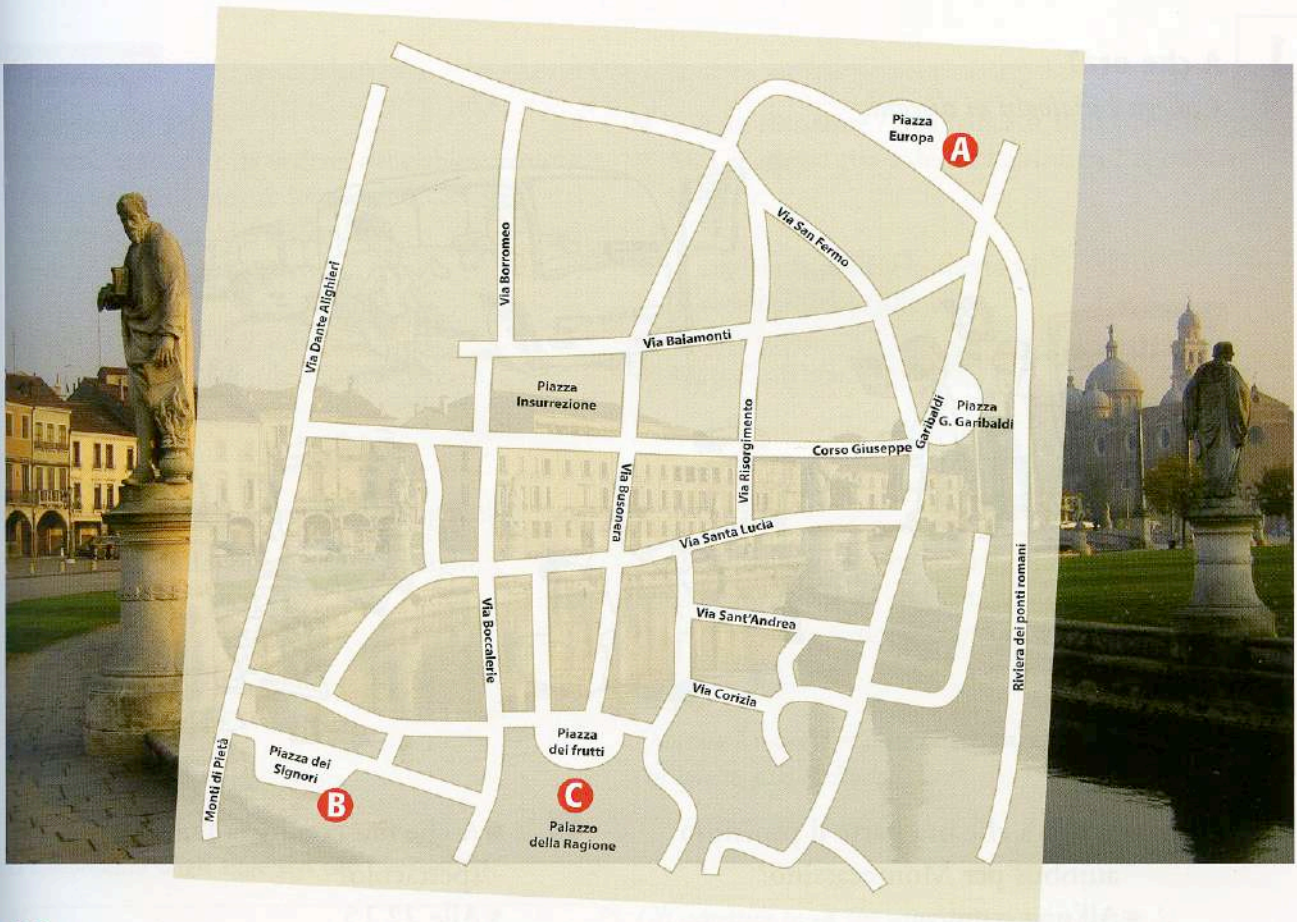 Piazza
Europa
A
Via San Fermo
Via Borromeo
Via Dante Alighieri
Via Baiamonti
Piazza
Insurrezione
Piazza
G. Garibaldi
Corso Giuseppe Garibaldi
Via Risorgimento
Via Busonera
Via Santa Lucia
Riviera dei ponti romani
Via Boccalerie
Via Sant'Andrea
Via Corizia
Monti di Pietà
Piazza dei
Signori
B
Piazza
dei frutti
C
Palazzo
della Ragione